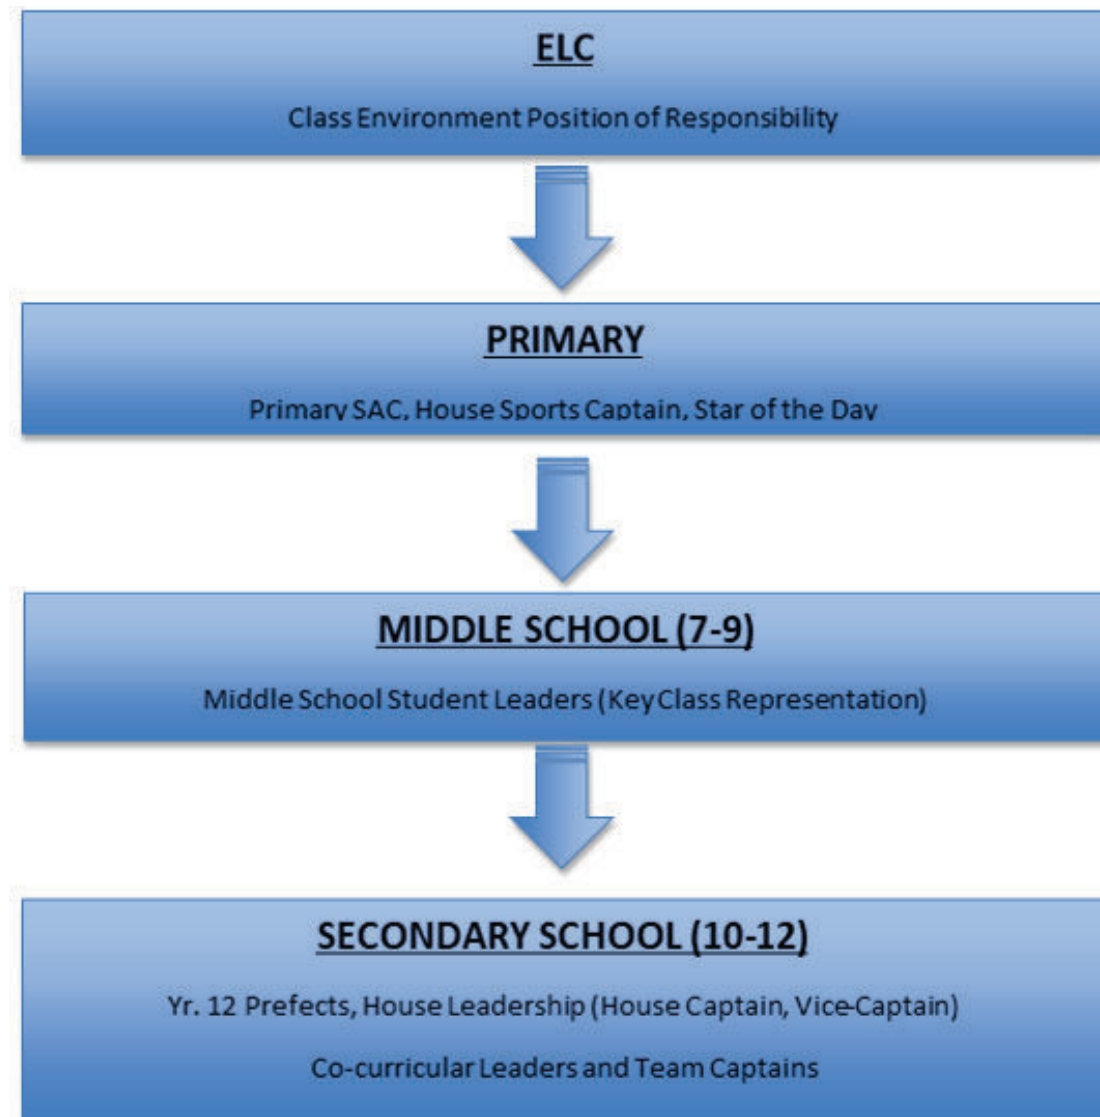 ELC
Class Environment Position of Responsibility
PRIMARY
Primary SAC, House Sports Captain, Star of the Day
MIDDLE SCHOOL (7-9)
Middle School Student Leaders (Key Class Representation)
SECONDARY SCHOOL (10-12)
Yr. 12 Prefects, House Leadership (House Captain, Vice-Captain)
Co-curricular Leaders and Team Captains